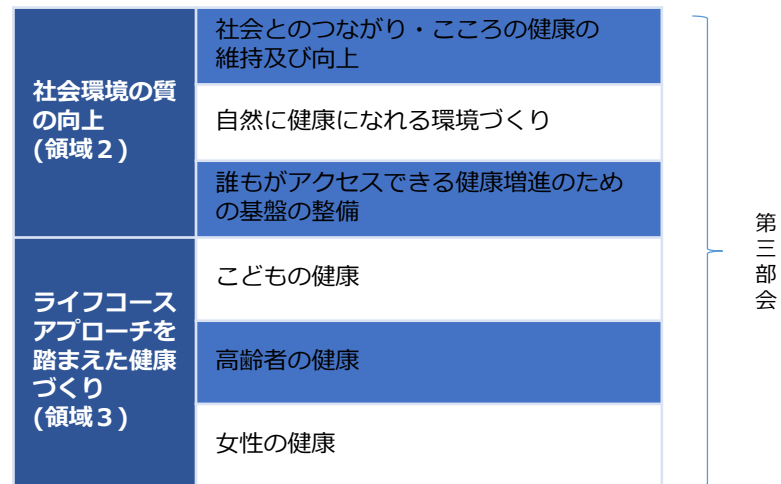 社会環境の質
の向上
(領域２)
社会とのつながり・こころの健康の
維持及び向上
自然に健康になれる環境づくり
誰もがアクセスできる健康増進のため
の基盤の整備
ライフコース
アプローチを
踏まえた健康
づくり
(領域３)
こどもの健康
高齢者の健康
女性の健康
第三部会